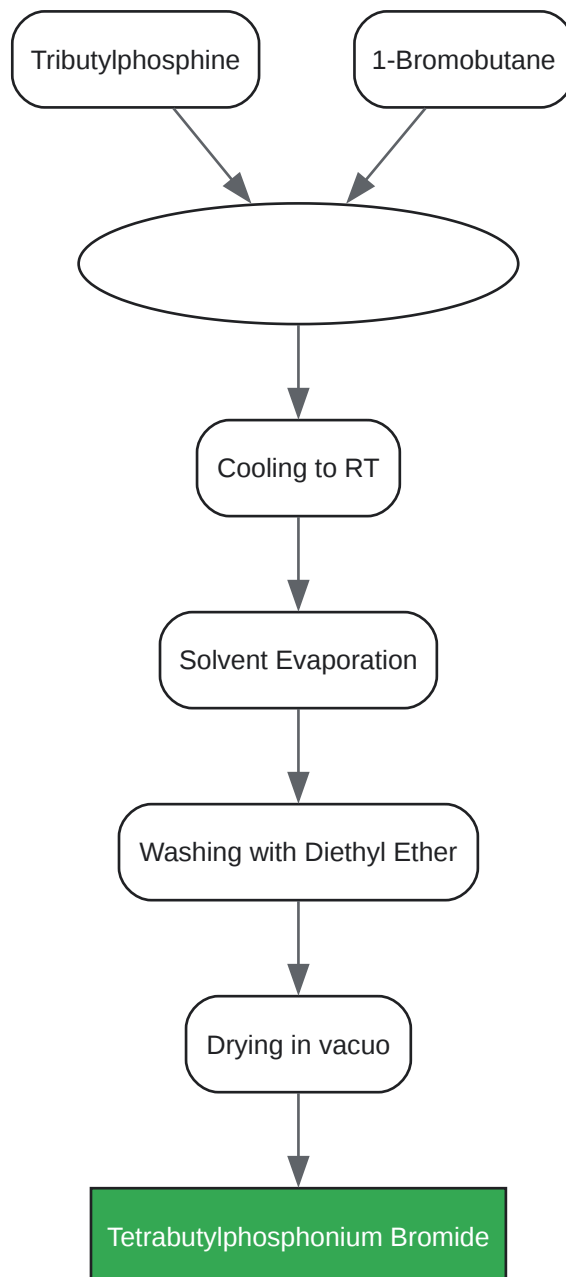 Tributylphosphine
1-Bromobutane
Cooling to RT
Solvent Evaporation
Washing with Diethyl Ether
Drying in vacuo
Tetrabutylphosphonium Bromide